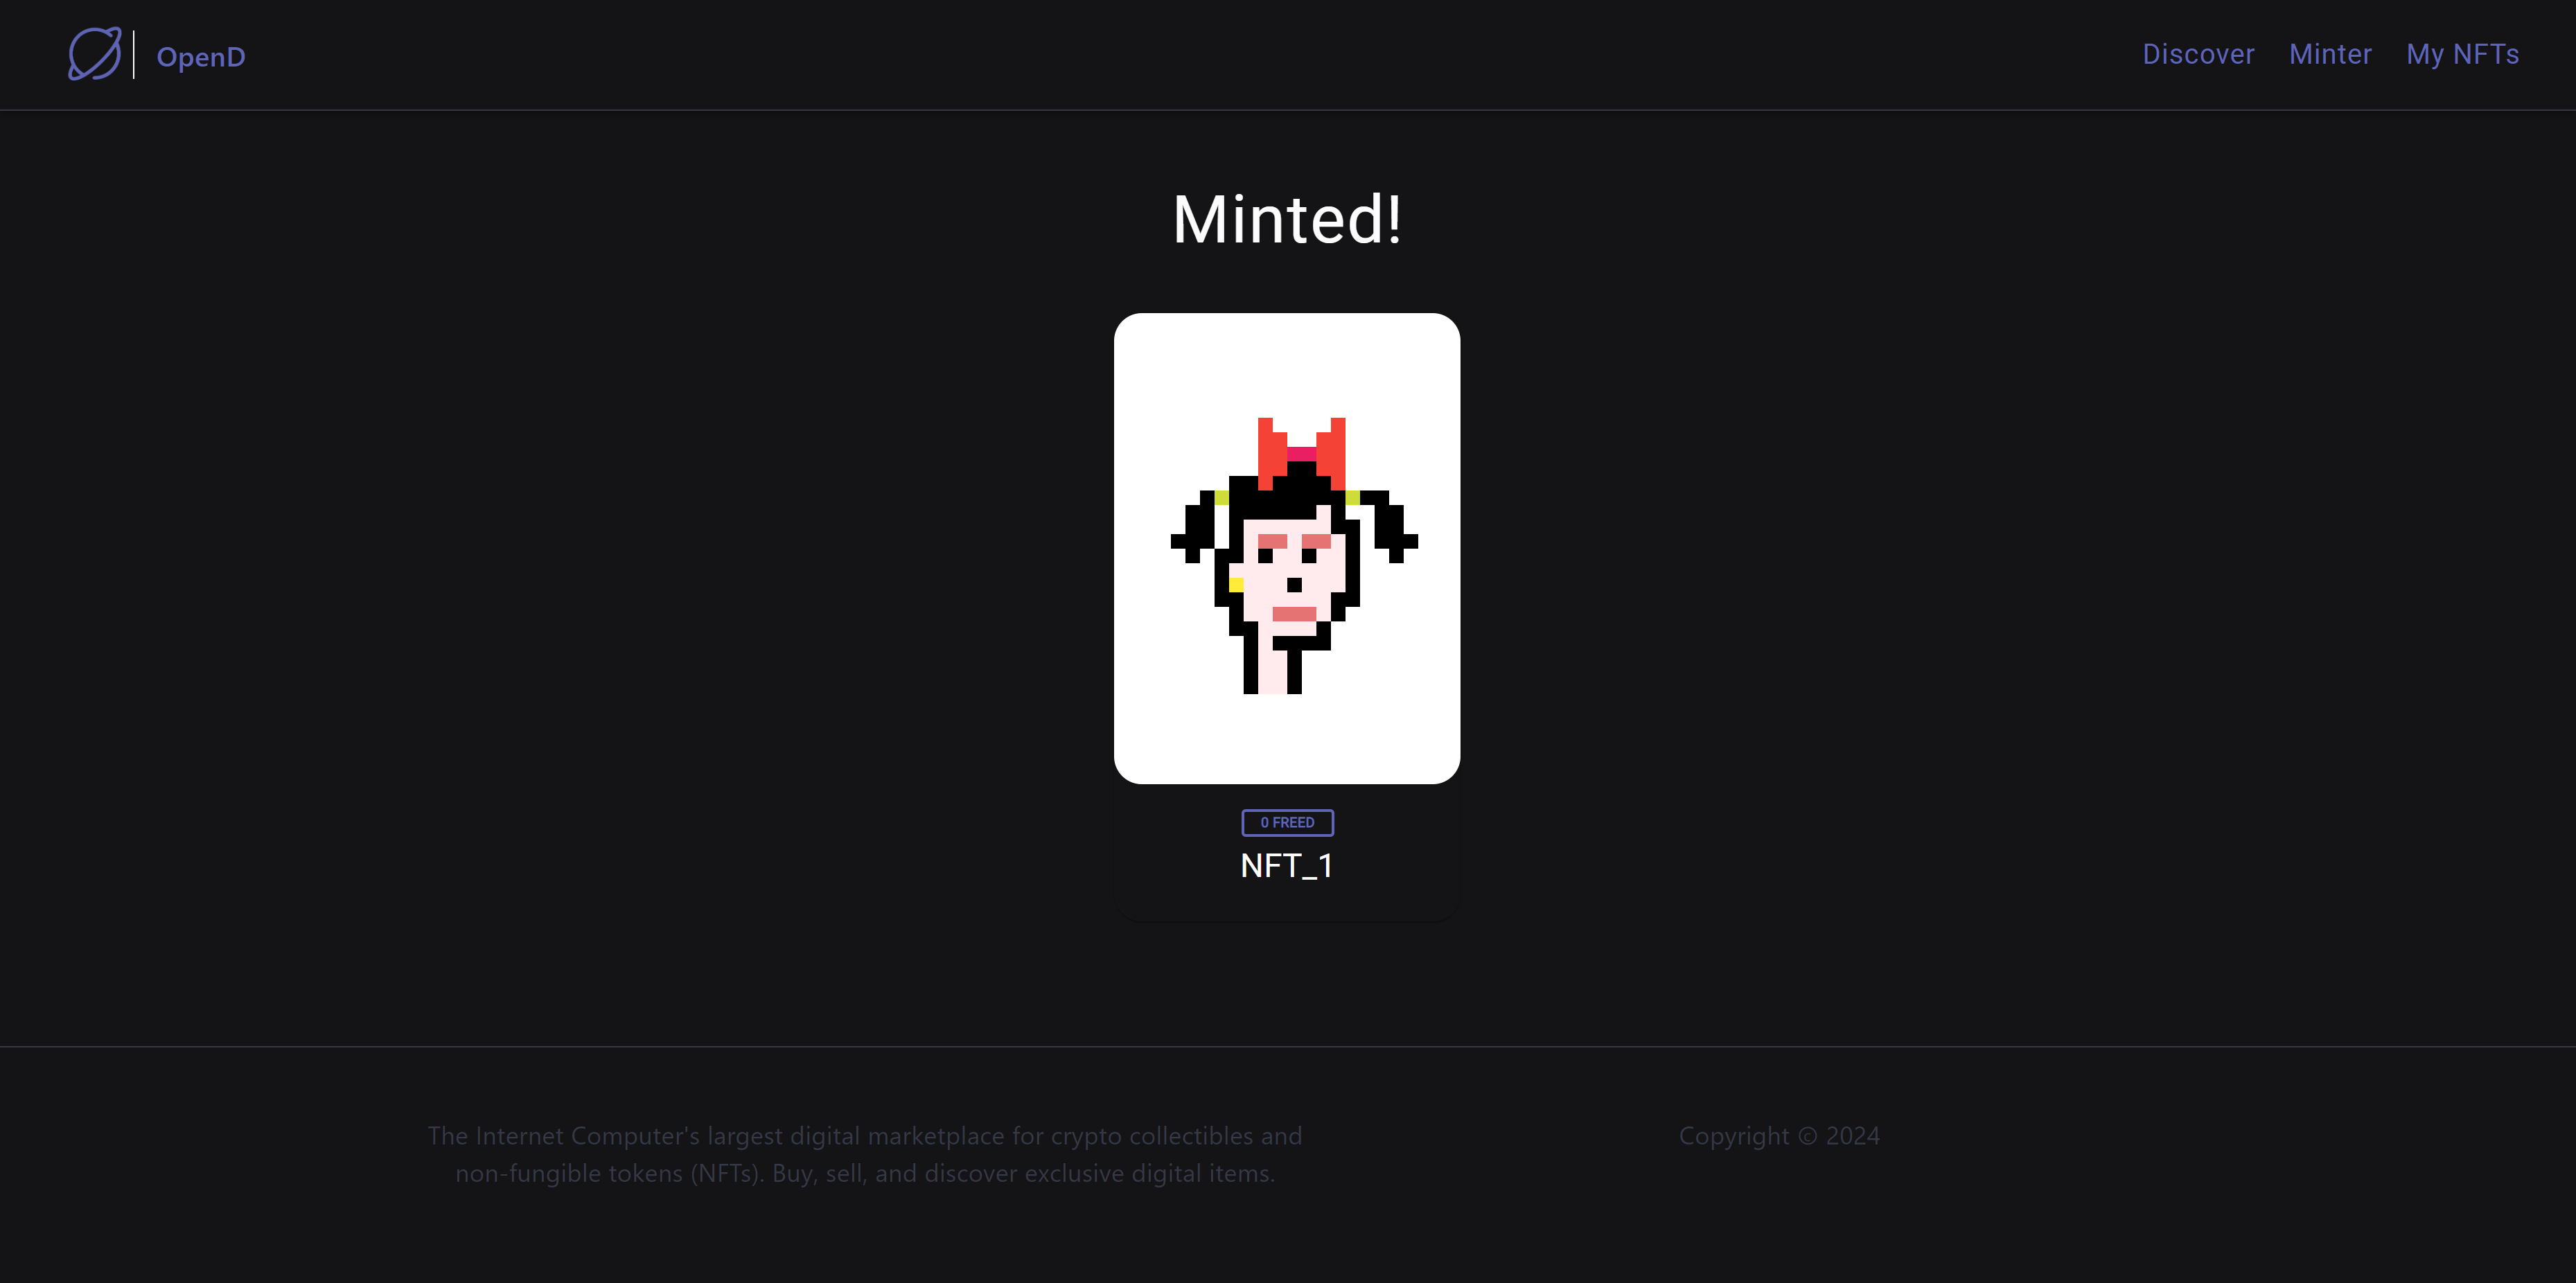 OpenD
Discover
Minter
My NFTs
Minted!
0 FREED
NFT_1
The Internet Computer's largest digital marketplace for crypto collectibles and
non-fungible tokens (NFTs). Buy, sell, and discover exclusive digital items.
Copyright © 2024